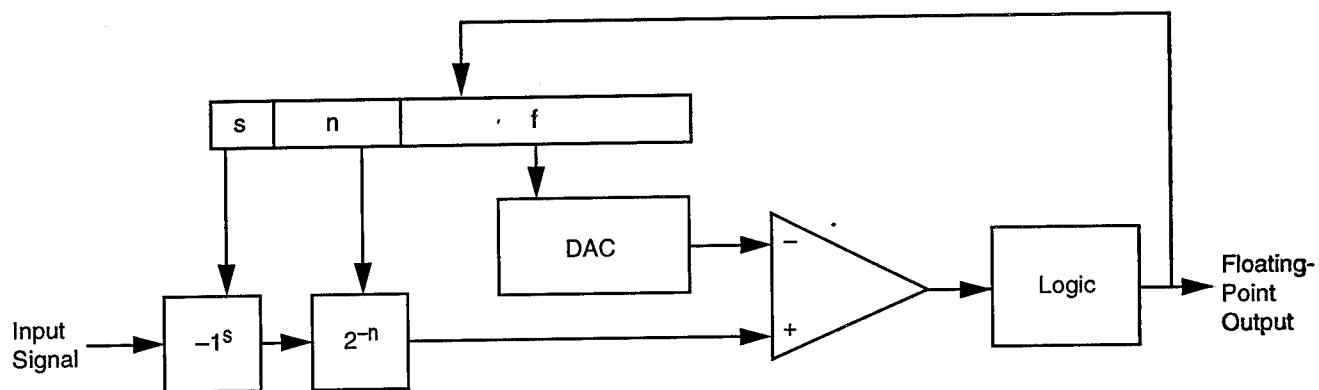 s n f
DAC
−
+
Logic
Floating-
Point
Output
Input
Signal
−1ˢ
2⁻ⁿ